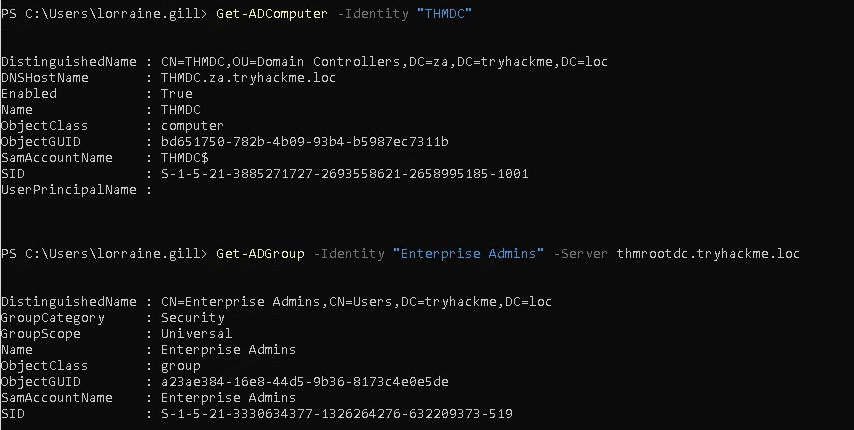 PS C:\Users\lorraine.gill> Get-ADComputer -Identity "THMDC"
DistinguishedName : CN=THMDC,OU=Domain Controllers,DC=za,DC=tryhackme,DC=loc
DNSHostName       : THMDC.za.tryhackme.loc
Enabled           : True
Name              : THMDC
ObjectClass       : computer
ObjectGUID        : bd651750-782b-4b09-93b4-b5987ec7311b
SamAccountName    : THMDC$
SID               : S-1-5-21-3885271727-2693558621-2658995185-1001
UserPrincipalName :
PS C:\Users\lorraine.gill> Get-ADGroup -Identity "Enterprise Admins" -Server thmrootdc.tryhackme.loc
DistinguishedName : CN=Enterprise Admins,CN=Users,DC=tryhackme,DC=loc
GroupCategory     : Security
GroupScope        : Universal
Name              : Enterprise Admins
ObjectClass       : group
ObjectGUID        : a23ae384-16e8-44d5-9b36-8173c4e0e5de
SamAccountName    : Enterprise Admins
SID               : S-1-5-21-3330634377-1326264276-632209373-519